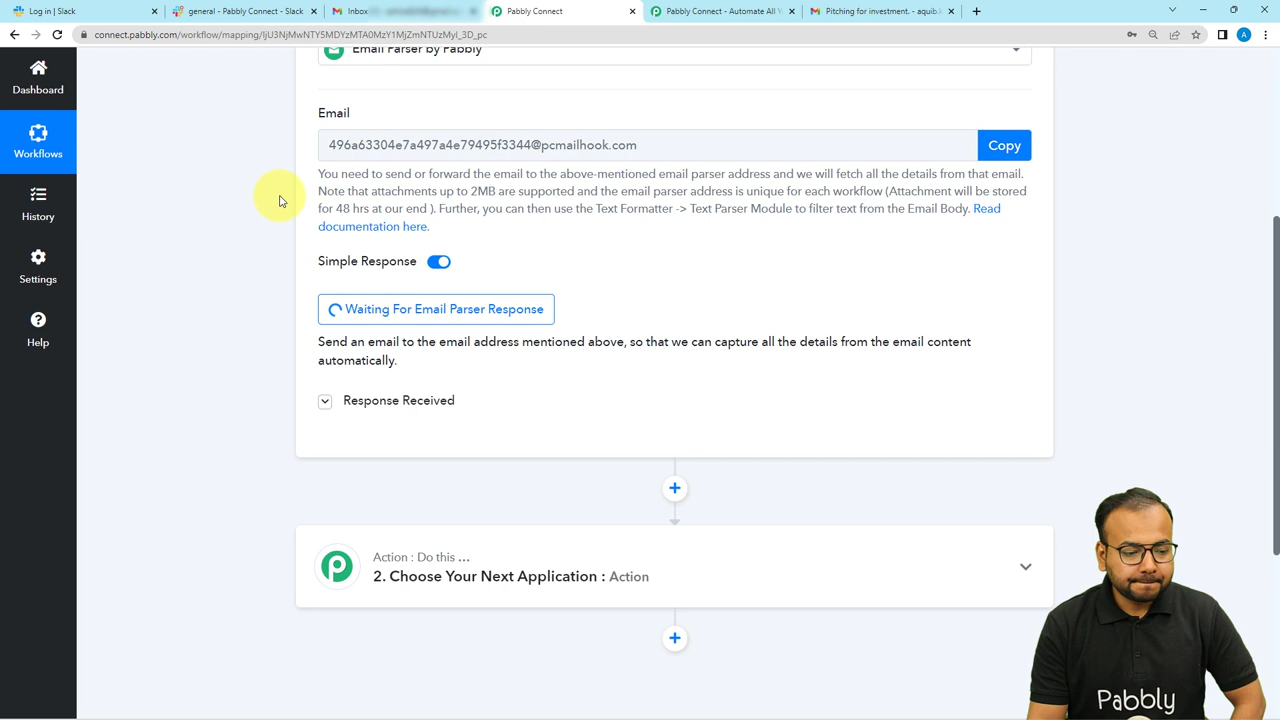 Log in | Slack
general - Pabbly Connect - Slack
Inbox
Pabbly Connect
Pabbly Connect - Automate All Y
Pitching for investment. - aquib.k
connect.pabbly.com/workflow/mapping/IjU3NjMwNTY5MDYzMTA0MzY1MjZmNTUzMyI_3D_pc
A
Dashboard
Workflows
History
Settings
Help
Email Parser by Pabbly
Email
496a63304e7a497a4e79495f3344@pcmailhook.com
Copy
You need to send or forward the email to the above-mentioned email parser address and we will fetch all the details from that email.
Note that attachments up to 2MB are supported and the email parser address is unique for each workflow (Attachment will be stored
for 48 hrs at our end ). Further, you can then use the Text Formatter -> Text Parser Module to filter text from the Email Body. Read
documentation here.
Simple Response
Waiting For Email Parser Response
Send an email to the email address mentioned above, so that we can capture all the details from the email content
automatically.
Response Received
Action : Do this ...
2. Choose Your Next Application : Action
Pabbly